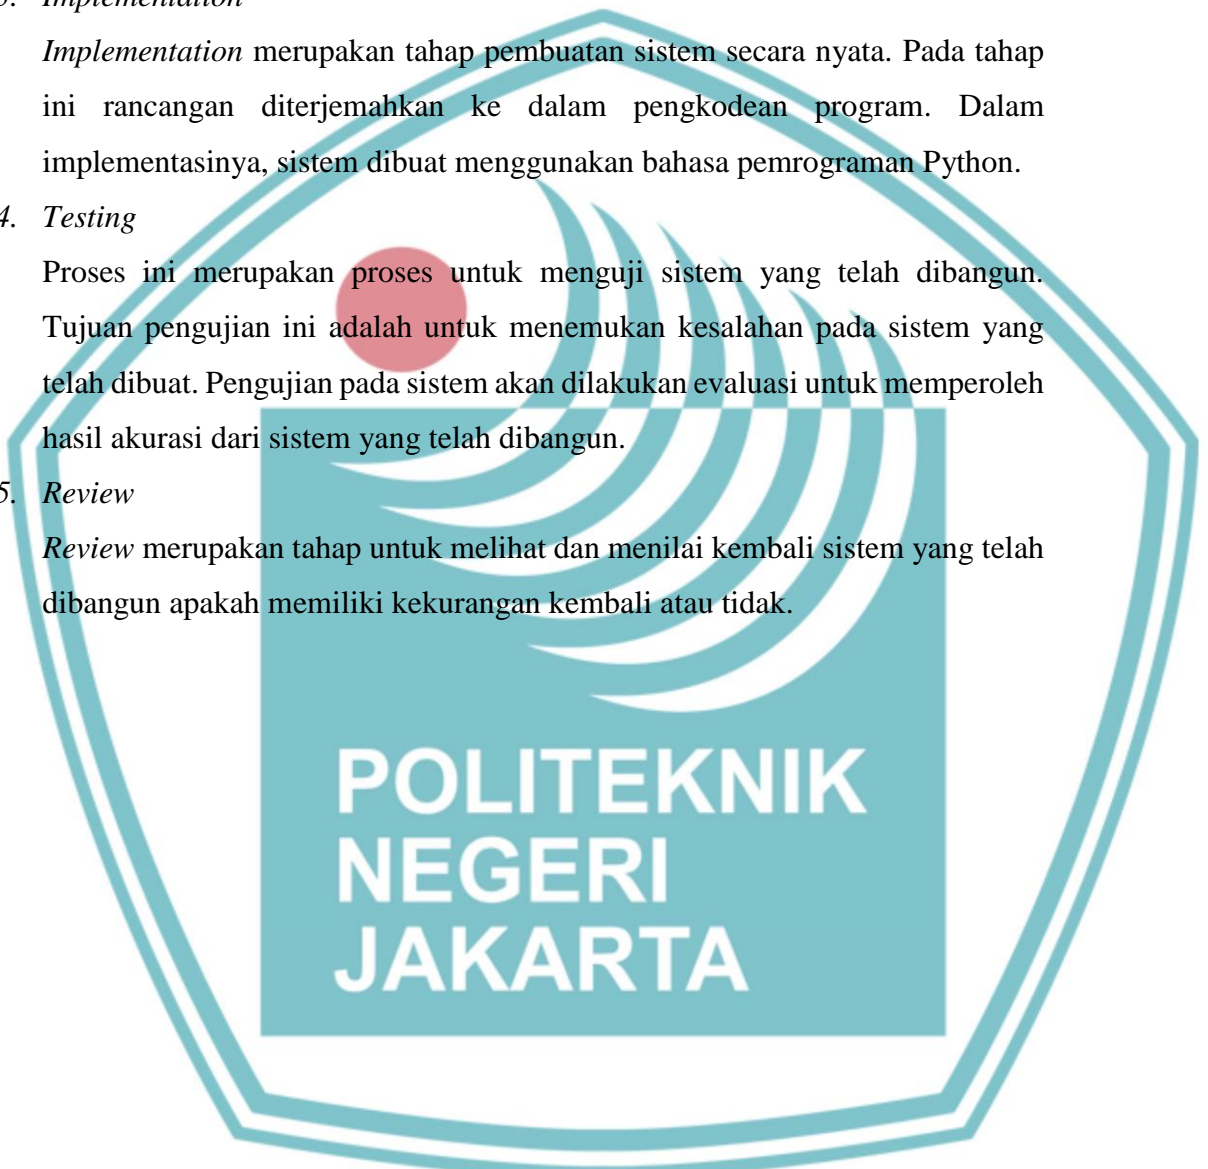 Implementation
Implementation merupakan tahap pembuatan sistem secara nyata. Pada tahap
ini rancangan diterjemahkan ke dalam pengkodean program. Dalam
implementasinya, sistem dibuat menggunakan bahasa pemrograman Python.
4. Testing
Proses ini merupakan proses untuk menguji sistem yang telah dibangun.
Tujuan pengujian ini adalah untuk menemukan kesalahan pada sistem yang
telah dibuat. Pengujian pada sistem akan dilakukan evaluasi untuk memperoleh
hasil akurasi dari sistem yang telah dibangun.
5. Review
Review merupakan tahap untuk melihat dan menilai kembali sistem yang telah
dibangun apakah memiliki kekurangan kembali atau tidak.
POLITEKNIK
NEGERI
JAKARTA